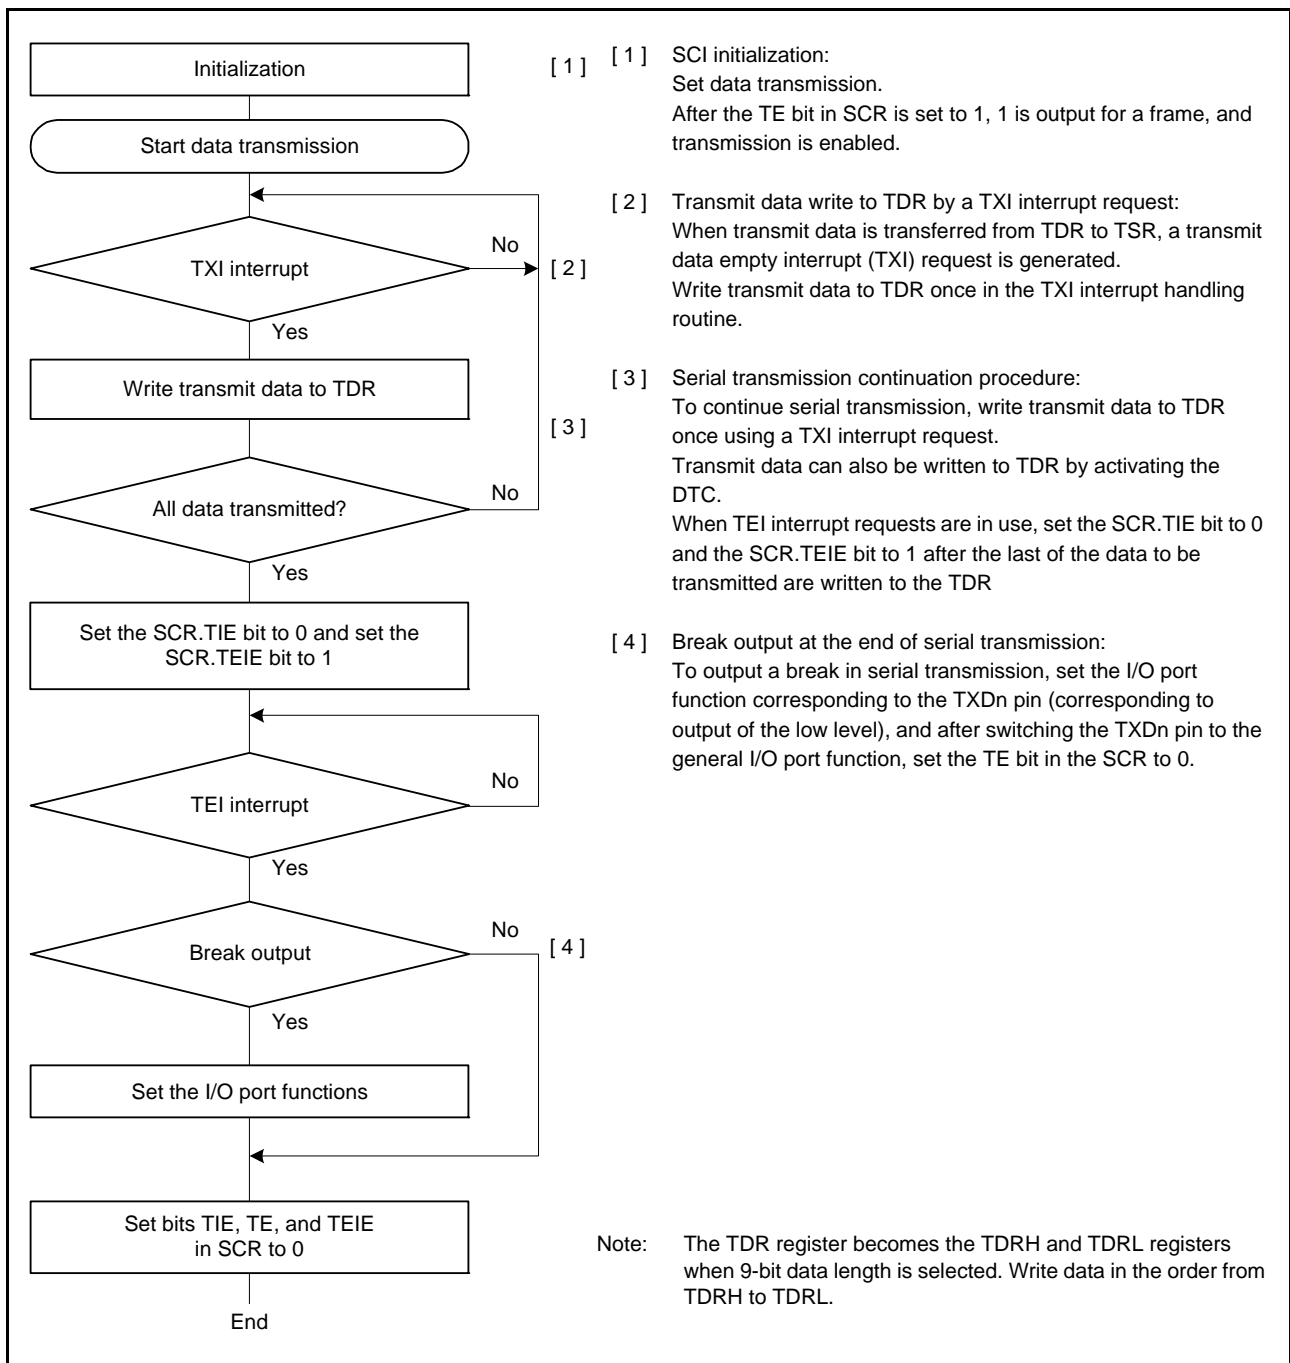 Initialization
[ 1 ]
Start data transmission
TXI interrupt
No
[ 2 ]
Yes
Write transmit data to TDR
[ 3 ]
All data transmitted?
No
Yes
Set the SCR.TIE bit to 0 and set the
SCR.TEIE bit to 1
TEI interrupt
No
Yes
Break output
No
[ 4 ]
Yes
Set the I/O port functions
Set bits TIE, TE, and TEIE
in SCR to 0
End
[ 1 ] SCI initialization:
Set data transmission.
After the TE bit in SCR is set to 1, 1 is output for a frame, and
transmission is enabled.
[ 2 ] Transmit data write to TDR by a TXI interrupt request:
When transmit data is transferred from TDR to TSR, a transmit
data empty interrupt (TXI) request is generated.
Write transmit data to TDR once in the TXI interrupt handling
routine.
[ 3 ] Serial transmission continuation procedure:
To continue serial transmission, write transmit data to TDR
once using a TXI interrupt request.
Transmit data can also be written to TDR by activating the
DTC.
When TEI interrupt requests are in use, set the SCR.TIE bit to 0
and the SCR.TEIE bit to 1 after the last of the data to be
transmitted are written to the TDR
[ 4 ] Break output at the end of serial transmission:
To output a break in serial transmission, set the I/O port
function corresponding to the TXDn pin (corresponding to
output of the low level), and after switching the TXDn pin to the
general I/O port function, set the TE bit in the SCR to 0.
Note: The TDR register becomes the TDRH and TDRL registers
when 9-bit data length is selected. Write data in the order from
TDRH to TDRL.